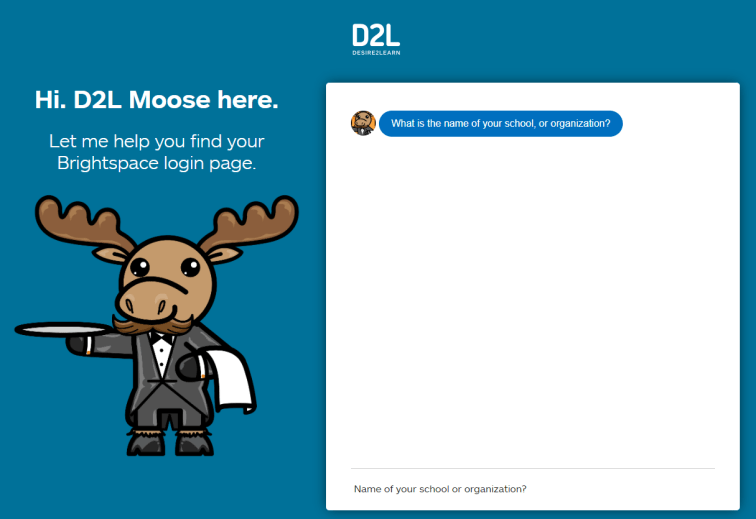 D2L
DESIRE2LEARN
Hi. D2L Moose here.
Let me help you find your
Brightspace login page.
What is the name of your school, or organization?
Name of your school or organization?